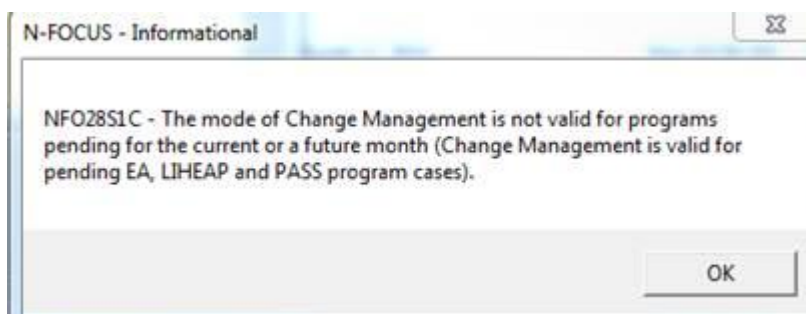 N-FOCUS - Informational
NFO28S1C - The mode of Change Management is not valid for programs
pending for the current or a future month (Change Management is valid for
pending EA, LIHEAP and PASS program cases).
OK